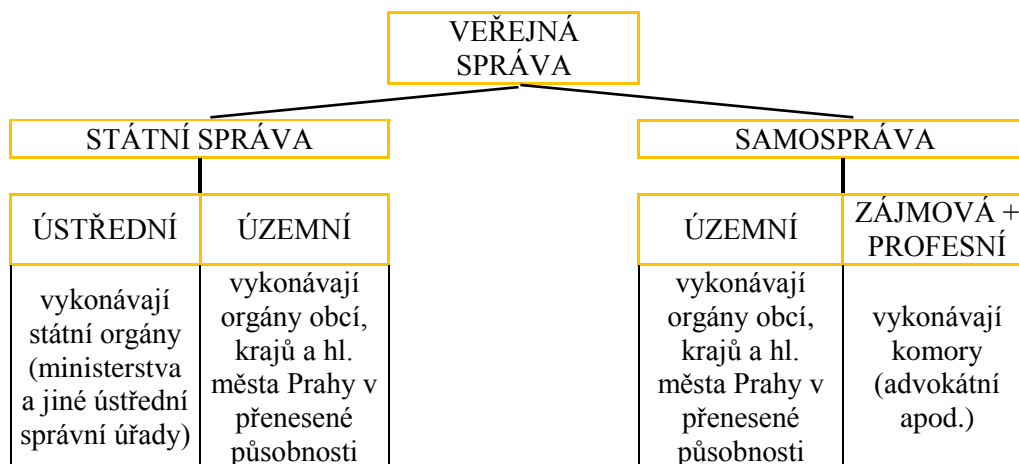 VEŘEJNÁ
SPRÁVA
STÁTNÍ SPRÁVA
SAMOSPRÁVA
ÚSTŘEDNÍ
ÚZEMNÍ
ÚZEMNÍ
ZÁJMOVÁ +
PROFESNÍ
vykonávají
státní orgány
(ministerstva
a jiné ústřední
správní úřady)
vykonávají
orgány obcí,
krajů a hl.
města Prahy v
přenesené
působnosti
vykonávají
orgány obcí,
krajů a hl.
města Prahy v
přenesené
působnosti
vykonávají
komory
(advokátní
apod.)